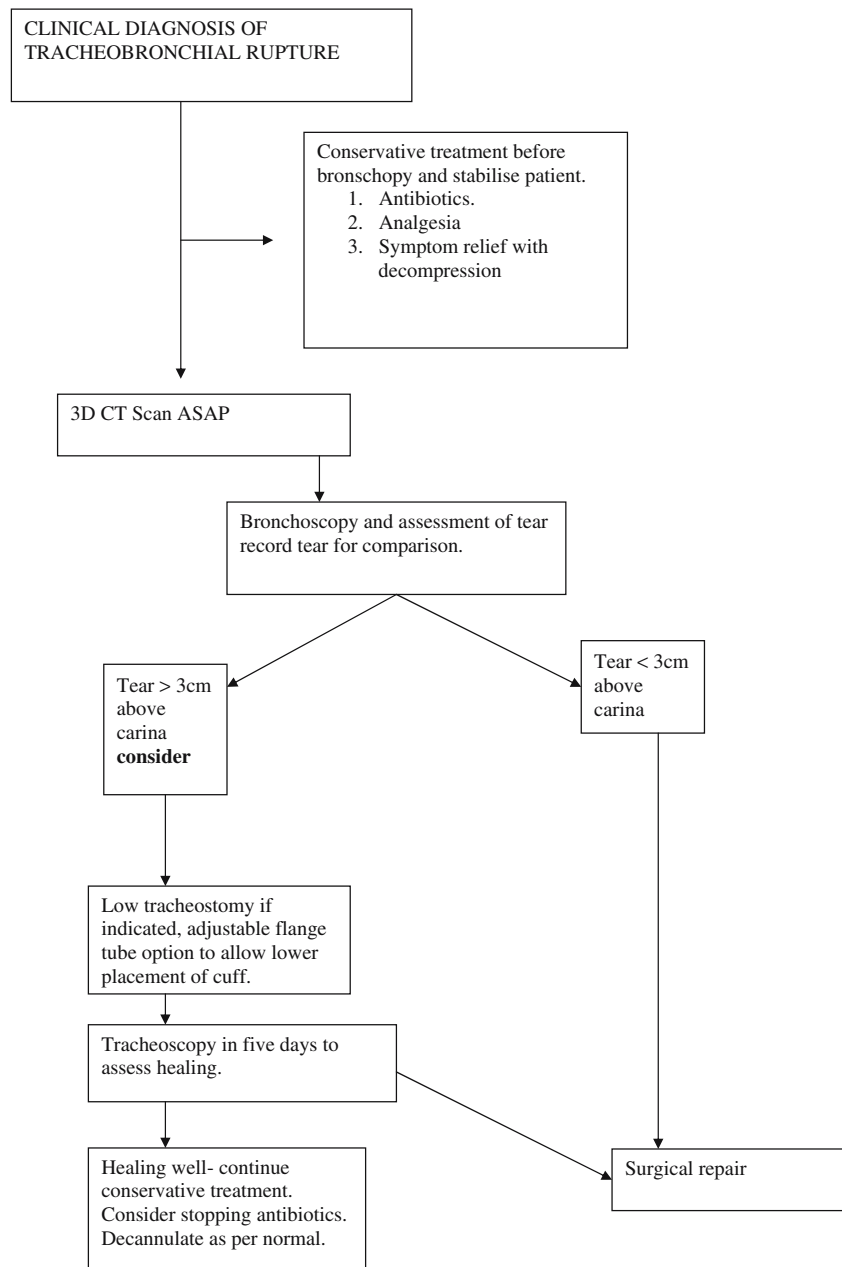 CLINICAL DIAGNOSIS OF
TRACHEOBRONCHIAL RUPTURE
Conservative treatment before
bronschopy and stabilise patient.
1. Antibiotics.
2. Analgesia
3. Symptom relief with
decompression
3D CT Scan ASAP
Bronchoscopy and assessment of tear
record tear for comparison.
Tear > 3cm
above
carina
consider
Tear < 3cm
above
carina
Low tracheostomy if
indicated, adjustable flange
tube option to allow lower
placement of cuff.
Tracheoscopy in five days to
assess healing.
Healing well- continue
conservative treatment.
Consider stopping antibiotics.
Decannulate as per normal.
Surgical repair